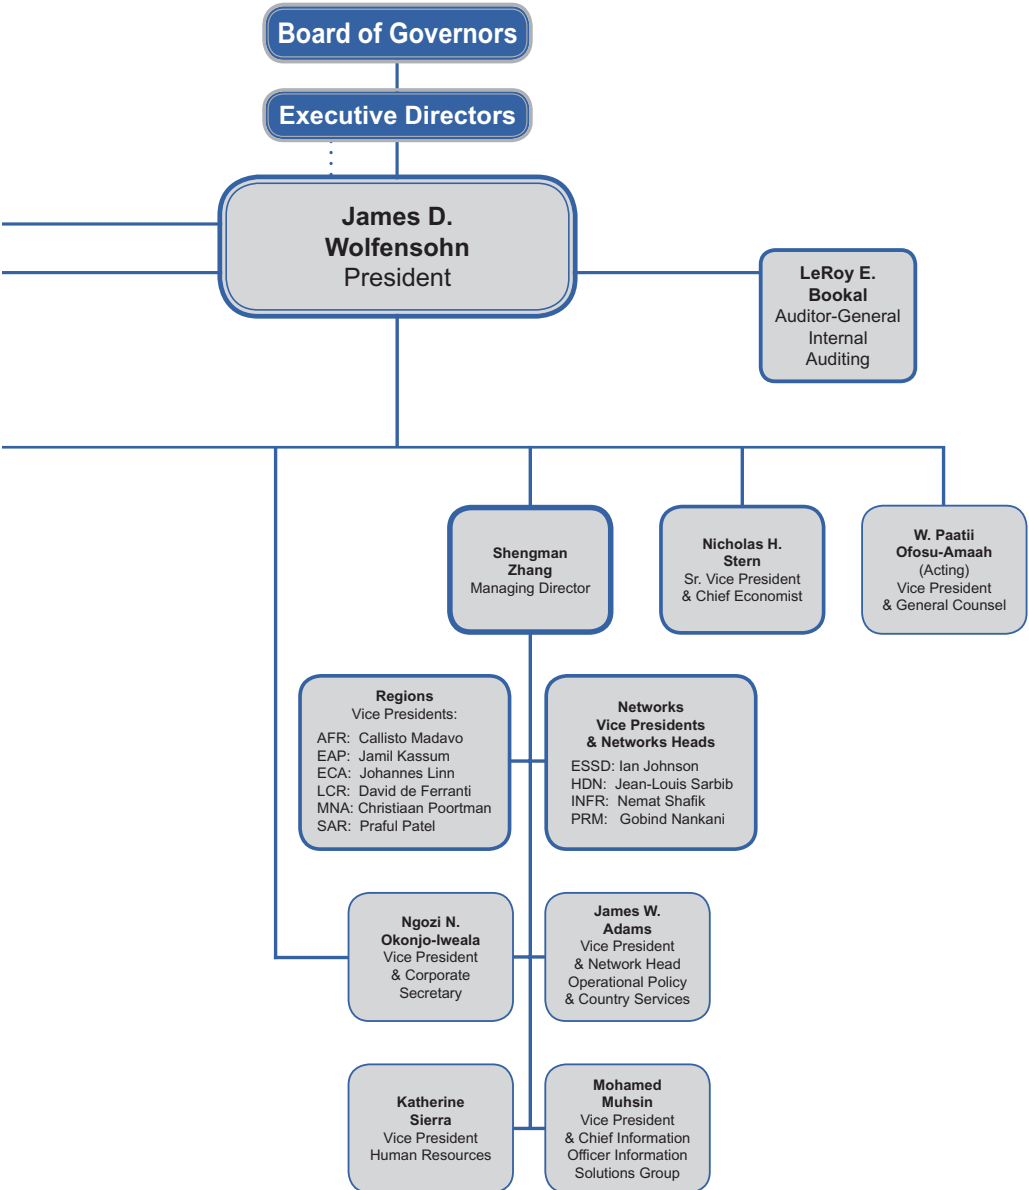 Board of Governors
Executive Directors
James D.
Wolfensohn
President
LeRoy E.
Bookal
Auditor-General
Internal
Auditing
Shengman
Zhang
Managing Director
Nicholas H.
Stern
Sr. Vice President
& Chief Economist
W. Paatii
Ofosu-Amaah
(Acting)
Vice President
& General Counsel
Regions
Vice Presidents:
AFR: Callisto Madavo
EAP: Jamil Kassum
ECA: Johannes Linn
LCR: David de Ferranti
MNA: Christiaan Poortman
SAR: Praful Patel
Networks
Vice Presidents
& Networks Heads
ESSD: Ian Johnson
HDN: Jean-Louis Sarbib
INFR: Nemat Shafik
PRM: Gobind Nankani
Ngozi N.
Okonjo-Iweala
Vice President
& Corporate
Secretary
James W.
Adams
Vice President
& Network Head
Operational Policy
& Country Services
Katherine
Sierra
Vice President
Human Resources
Mohamed
Muhsin
Vice President
& Chief Information
Officer Information
Solutions Group